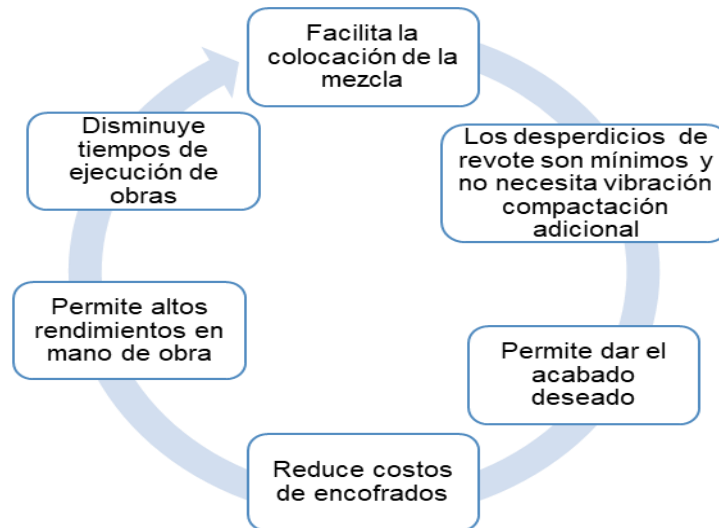 Facilita la
colocación de la
mezcla
Los desperdicios de
revote son mínimos y
no necesita vibración
compactación
adicional
Permite dar el
acabado
deseado
Reduce costos
de encofrados
Permite altos
rendimientos en
mano de obra
Disminuye
tiempos de
ejecución de
obras